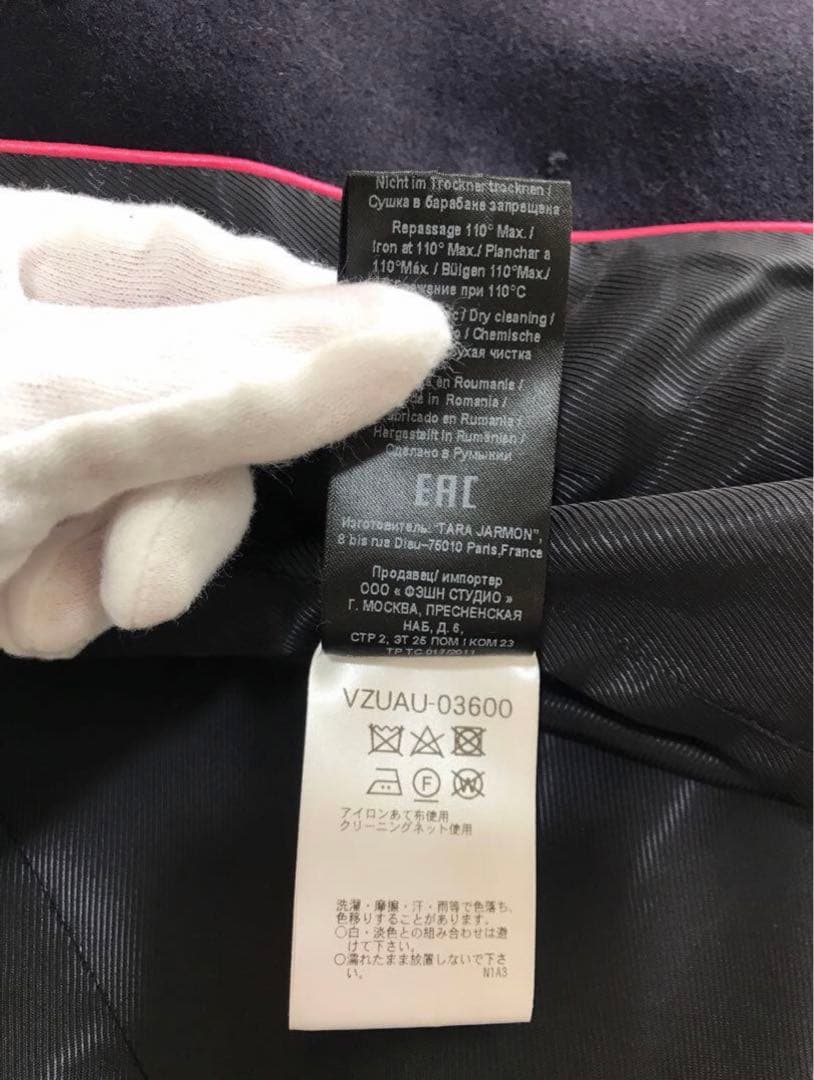 Nicht im Trocknertrocknen /
Сушка в барабане запрещена
Repassage 110° Max. /
Iron at 110° Max./ Planchar a
110°Máx. / Bülgen 110°Max./
при 110°C
/ Dry cleaning /
/ Chemische
чистка
en Roumanie /
in Romania /
en Rumania /
Hergestellt in Rumänien /
Сделано в Румынии
EAC
Изготовитель: "TARA JARMON",
8 bis rue Dieu–75010 Paris,France
Продавец/ импортер
ООО « ФЭШН СТУДИО »
Г. МОСКВА, ПРЕСНЕНСКАЯ
НАБ, Д. 6,
СТР 2, ЭТ 25 ПОМ I КОМ 23
ТР ТС 017/2011
VZUAU-03600
F
W
アイロンあて布使用
クリーニングネット使用
洗濯・摩擦・汗・雨等で色落ち、
色移りすることがあります。
○白・淡色との組み合わせは避
けて下さい。
○濡れたまま放置しないで下さ
い。 N1A3